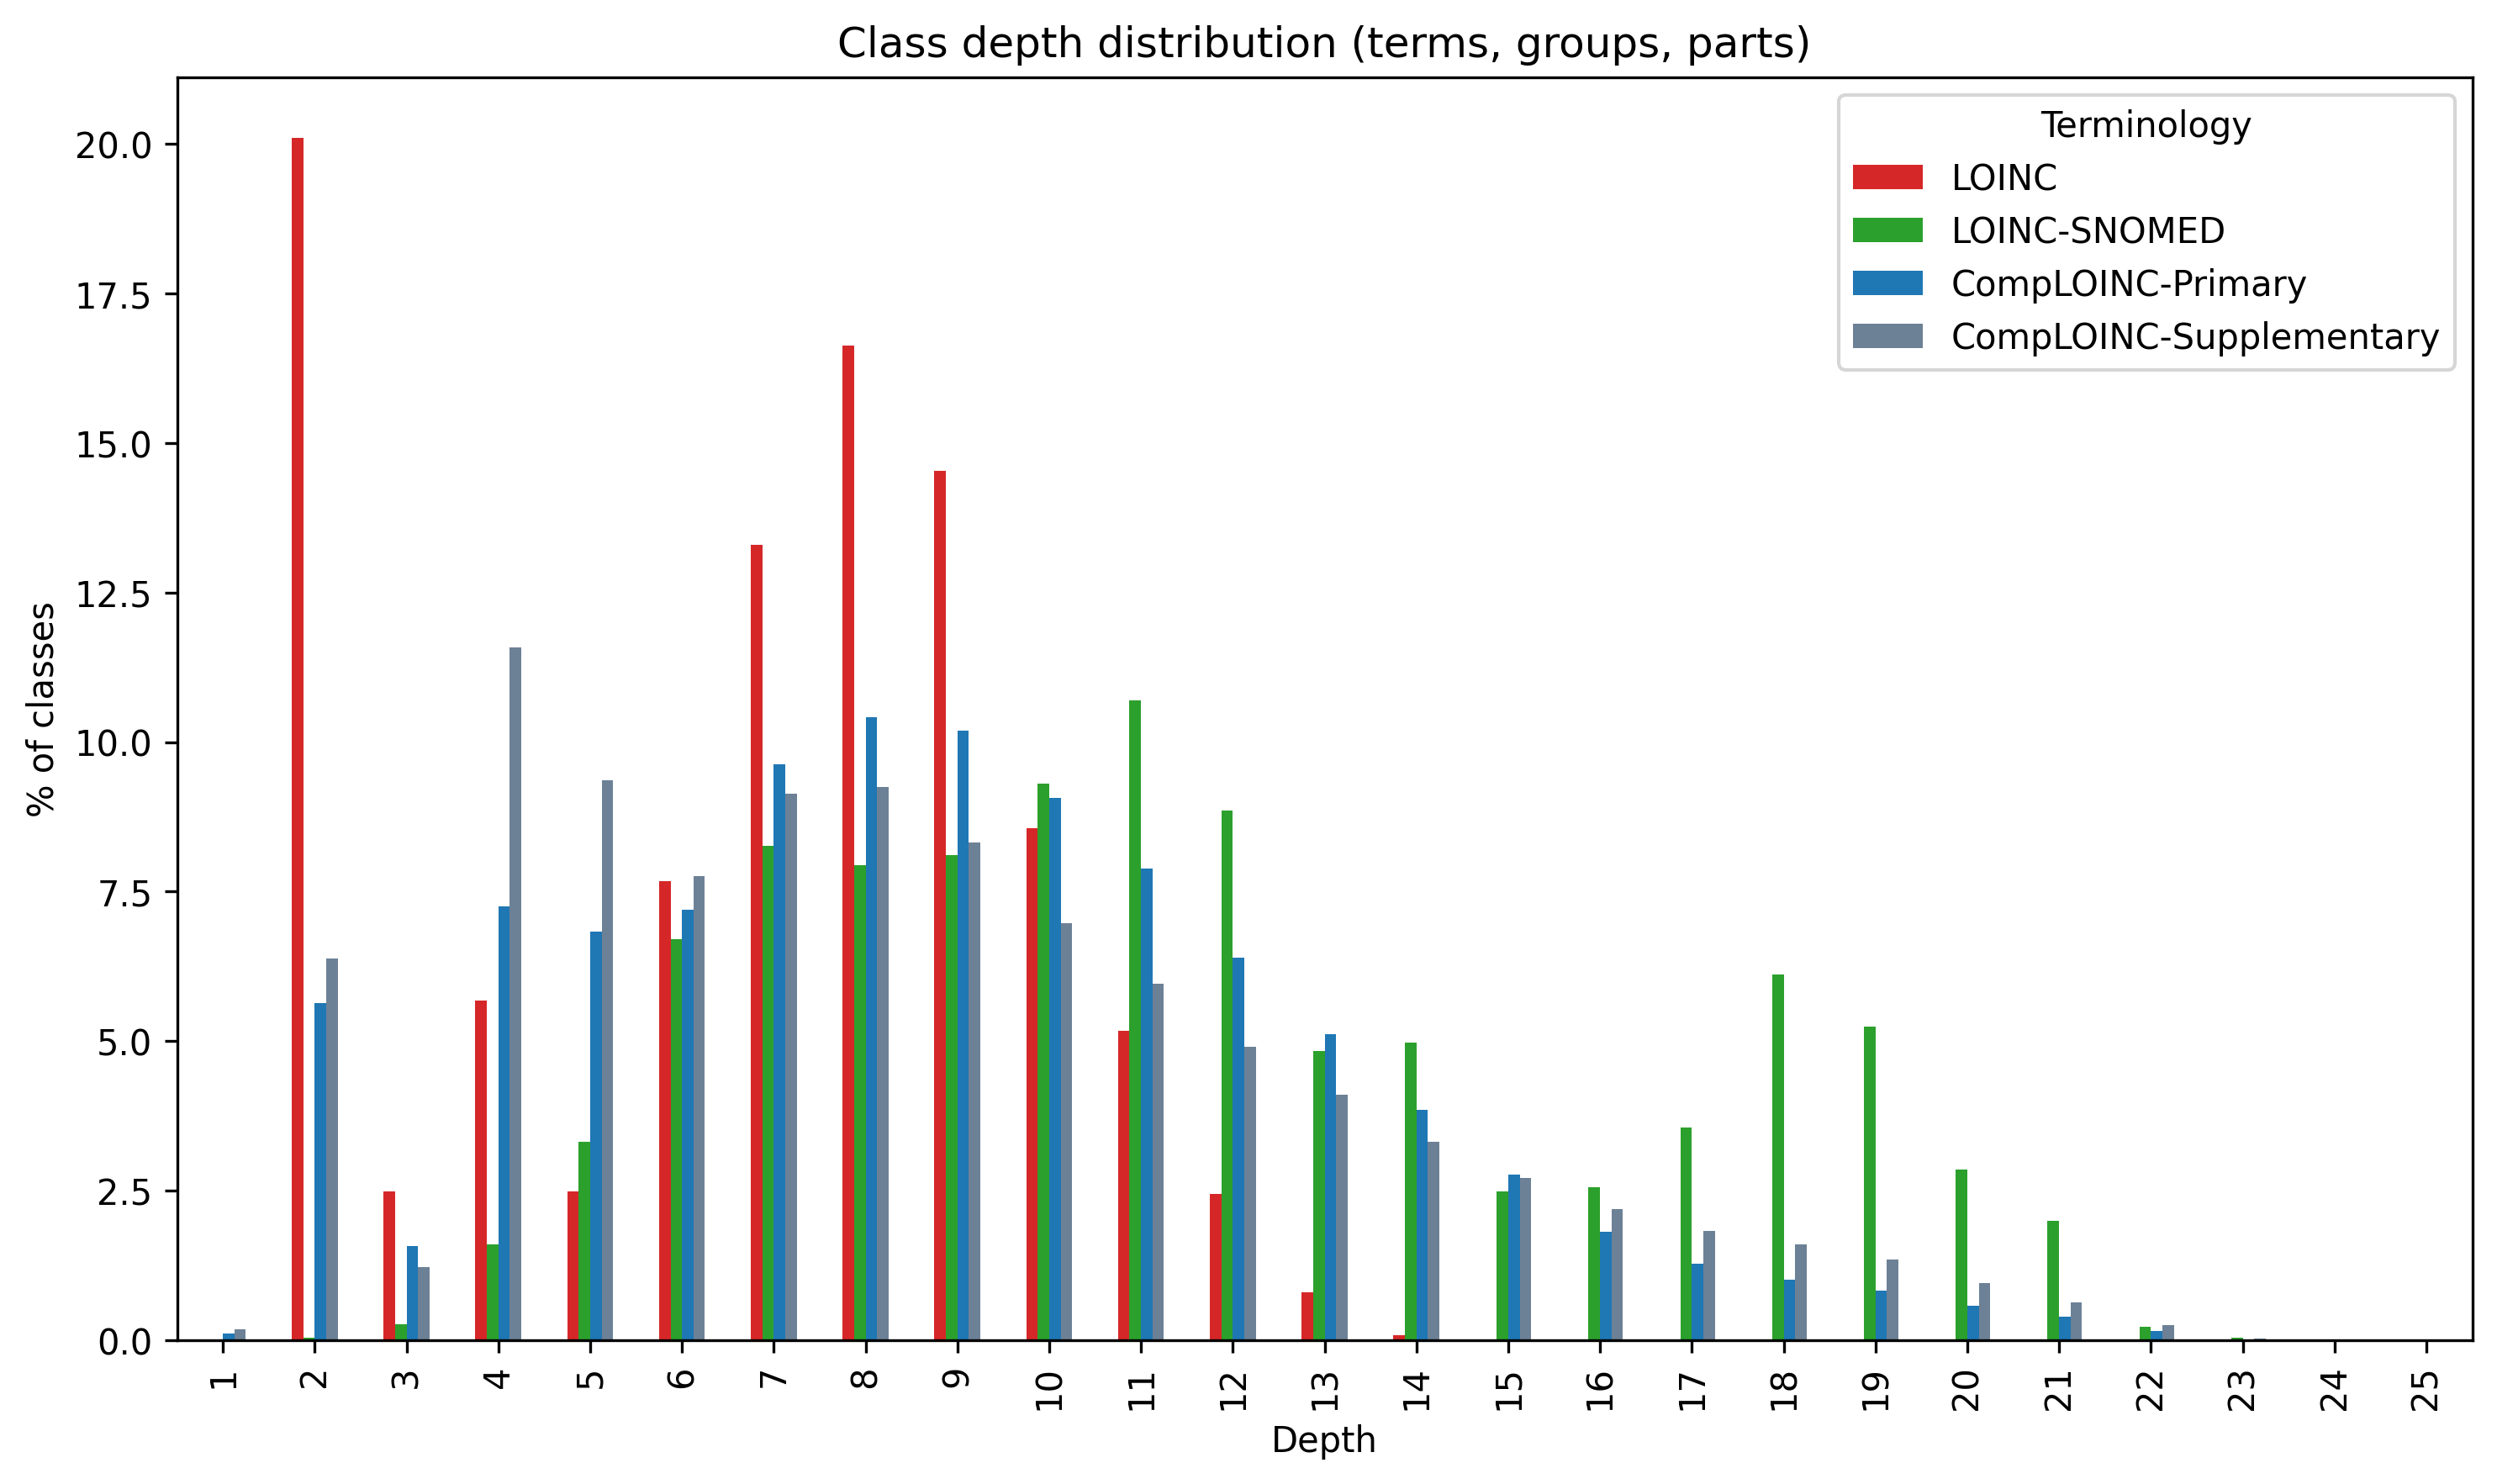 Class depth distribution (terms, groups, parts)
Terminology
LOINC
LOINC-SNOMED
CompLOINC-Primary
CompLOINC-Supplementary
% of classes
20.0
17.5
15.0
12.5
10.0
7.5
5.0
2.5
0.0
1 2 3 4 5 6 7 8 9 10 11 12 13 14 15 16 17 18 19 20 21 22 23 24 25
Depth